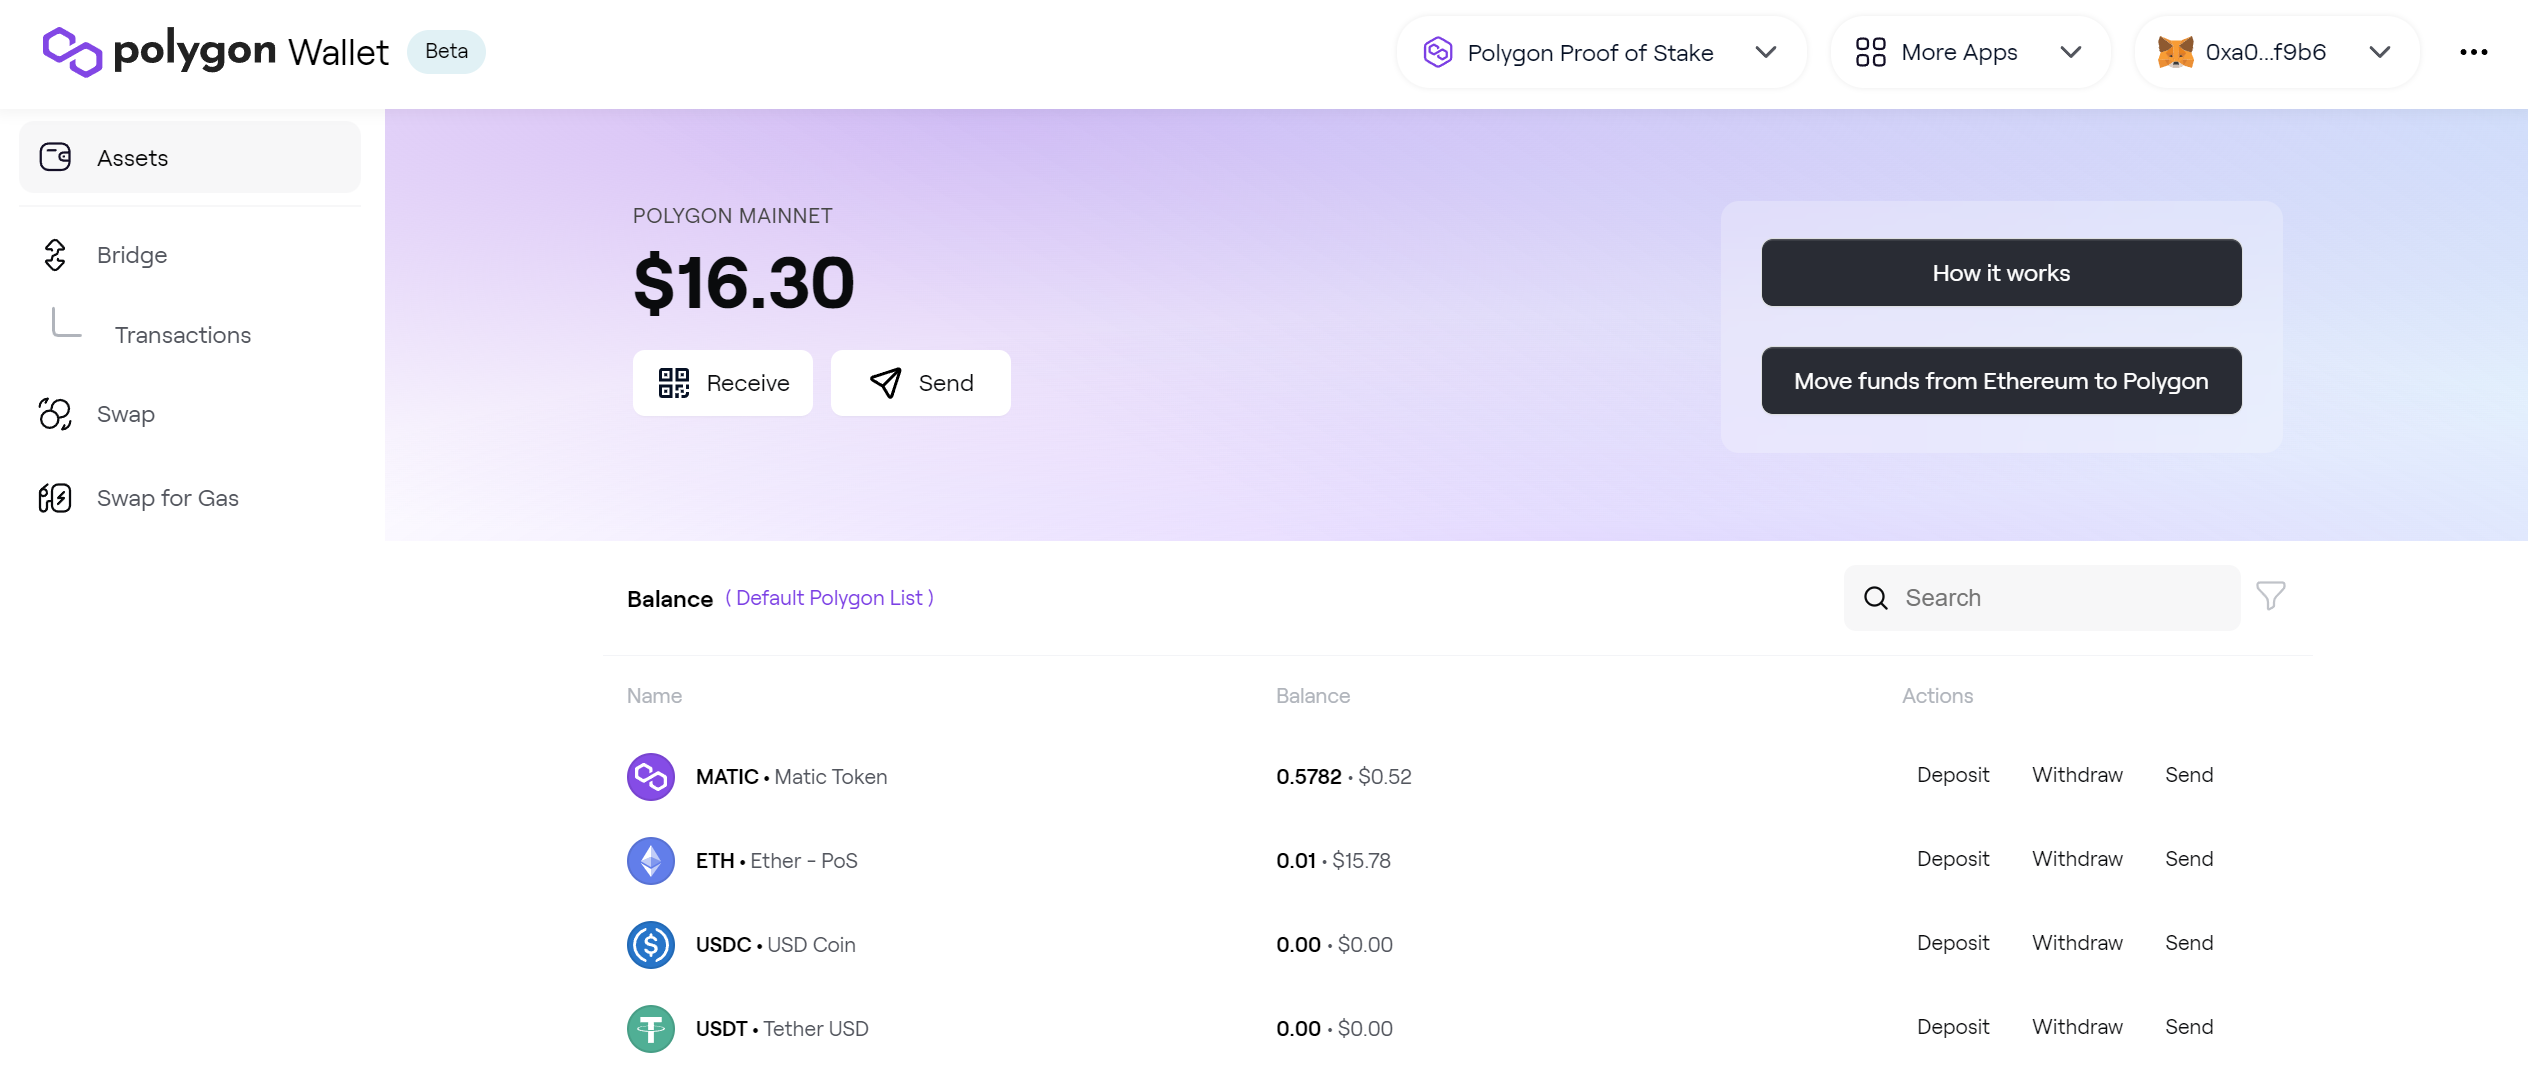 polygon Wallet Beta
Polygon Proof of Stake
More Apps
0xa0...f9b6
Assets
Bridge
Transactions
Swap
Swap for Gas
POLYGON MAINNET
$16.30
Receive
Send
How it works
Move funds from Ethereum to Polygon
Balance ( Default Polygon List )
Search
Name Balance Actions
MATIC • Matic Token 0.5782 • $0.52 Deposit Withdraw Send
ETH • Ether - PoS 0.01 • $15.78 Deposit Withdraw Send
USDC • USD Coin 0.00 • $0.00 Deposit Withdraw Send
USDT • Tether USD 0.00 • $0.00 Deposit Withdraw Send